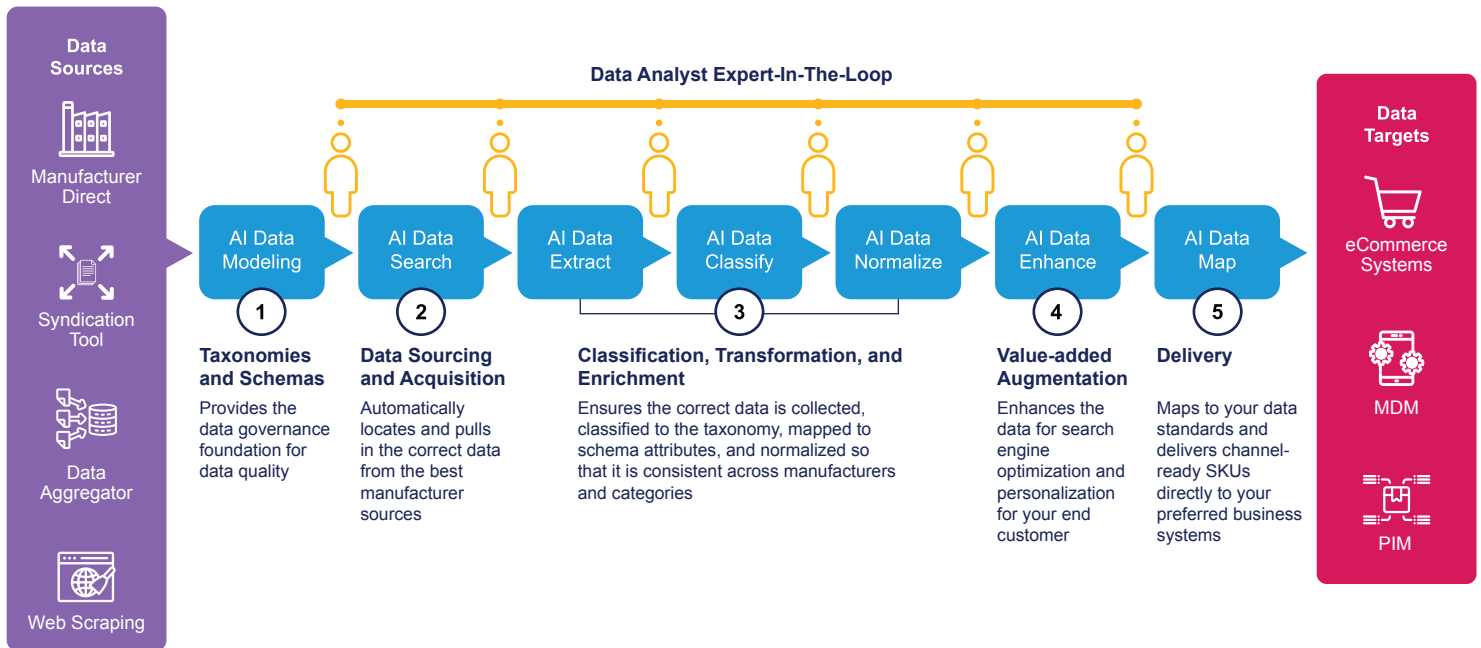 Data
Sources
Manufacturer
Direct
Syndication
Tool
Data
Aggregator
Web Scraping
Data Analyst Expert-In-The-Loop
AI Data
Modeling
AI Data
Search
AI Data
Extract
AI Data
Classify
AI Data
Normalize
AI Data
Enhance
AI Data
Map
1
Taxonomies
and Schemas
Provides the
data governance
foundation for
data quality
2
Data Sourcing
and Acquisition
Automatically
locates and pulls
in the correct data
from the best
manufacturer
sources
3
Classification, Transformation, and
Enrichment
Ensures the correct data is collected,
classified to the taxonomy, mapped to
schema attributes, and normalized so
that it is consistent across manufacturers
and categories
4
Value-added
Augmentation
Enhances the
data for search
engine
optimization and
personalization
for your end
customer
5
Delivery
Maps to your data
standards and
delivers channel-
ready SKUs
directly to your
preferred business
systems
Data
Targets
eCommerce
Systems
MDM
PIM